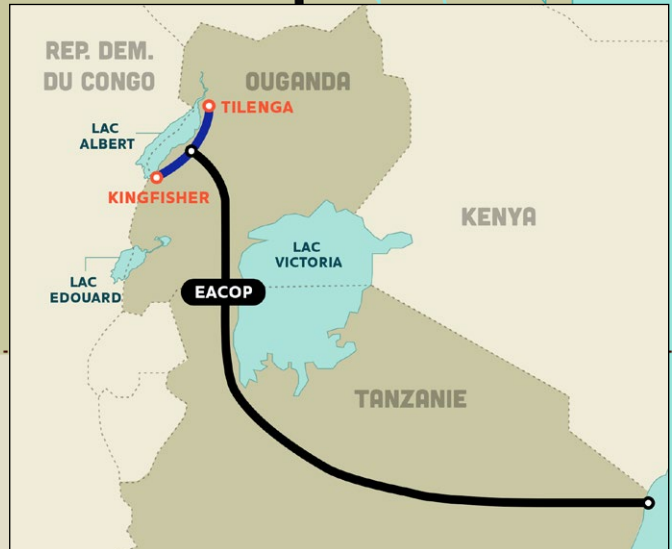 REP. DEM.
DU CONGO
OUGANDA
TILENGA
LAC
ALBERT
KINGFISHER
KENYA
LAC
VICTORIA
LAC
EDOUARD
EACOP
TANZANIE